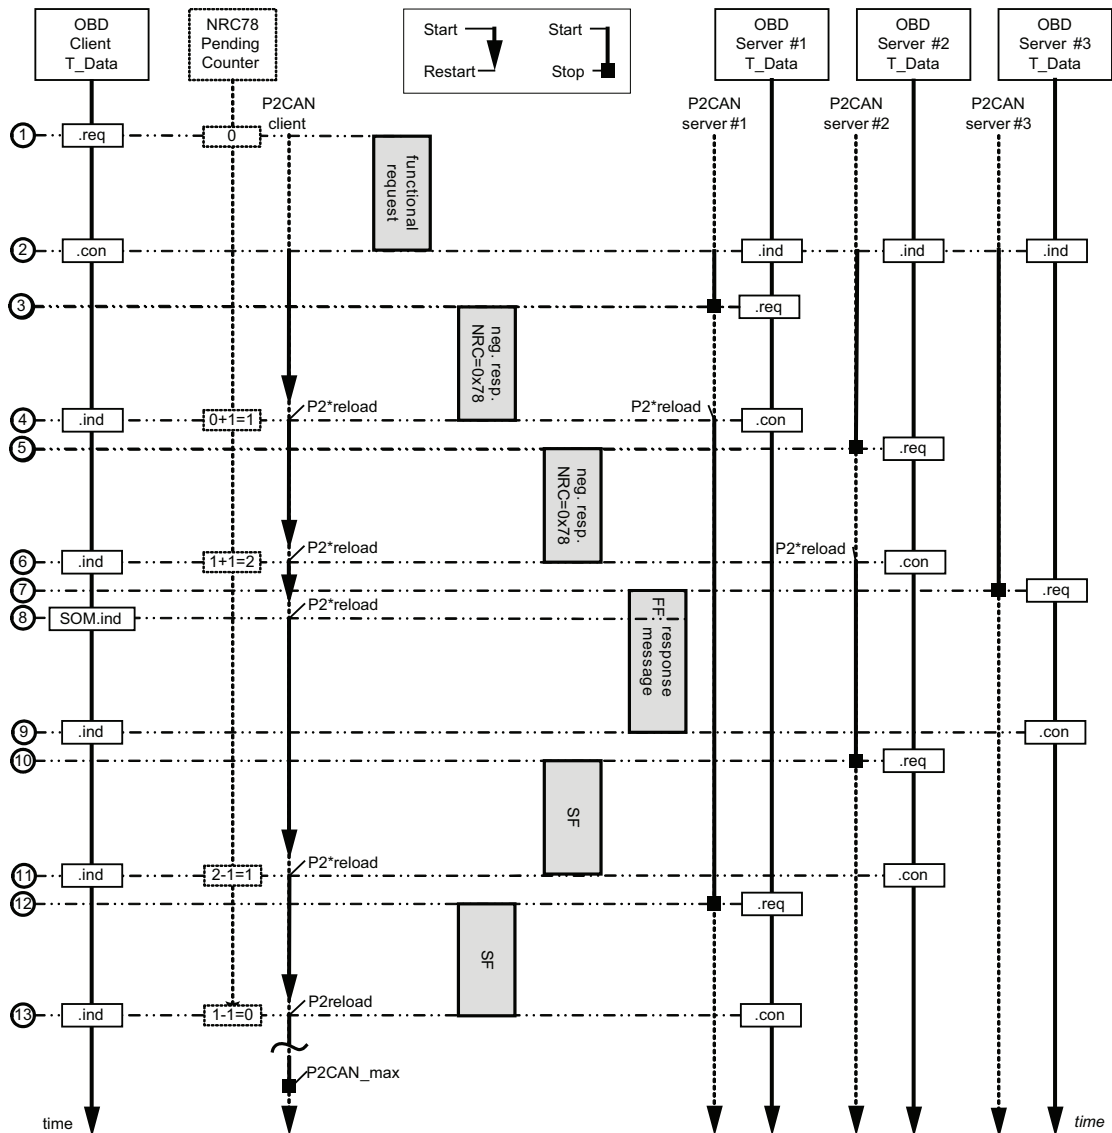 OBD
Client
T_Data
NRC78
Pending
Counter
Start
Restart
Start
Stop
OBD
Server #1
T_Data
OBD
Server #2
T_Data
OBD
Server #3
T_Data
P2CAN
client
P2CAN
server #1
P2CAN
server #2
P2CAN
server #3
1
.req
0
functional
request
2
.con
.ind
.ind
.ind
3
.req
neg. resp.
NRC=0x78
4
.ind
0+1=1
P2*reload
P2*reload
.con
5
.req
neg. resp.
NRC=0x78
6
.ind
1+1=2
P2*reload
P2*reload
.con
7
.req
8
SOM.ind
P2*reload
FF: response
message
9
.ind
.con
10
.req
SF
11
.ind
2-1=1
P2*reload
.con
12
.req
SF
13
.ind
1-1=0
P2reload
.con
P2CAN_max
time
time